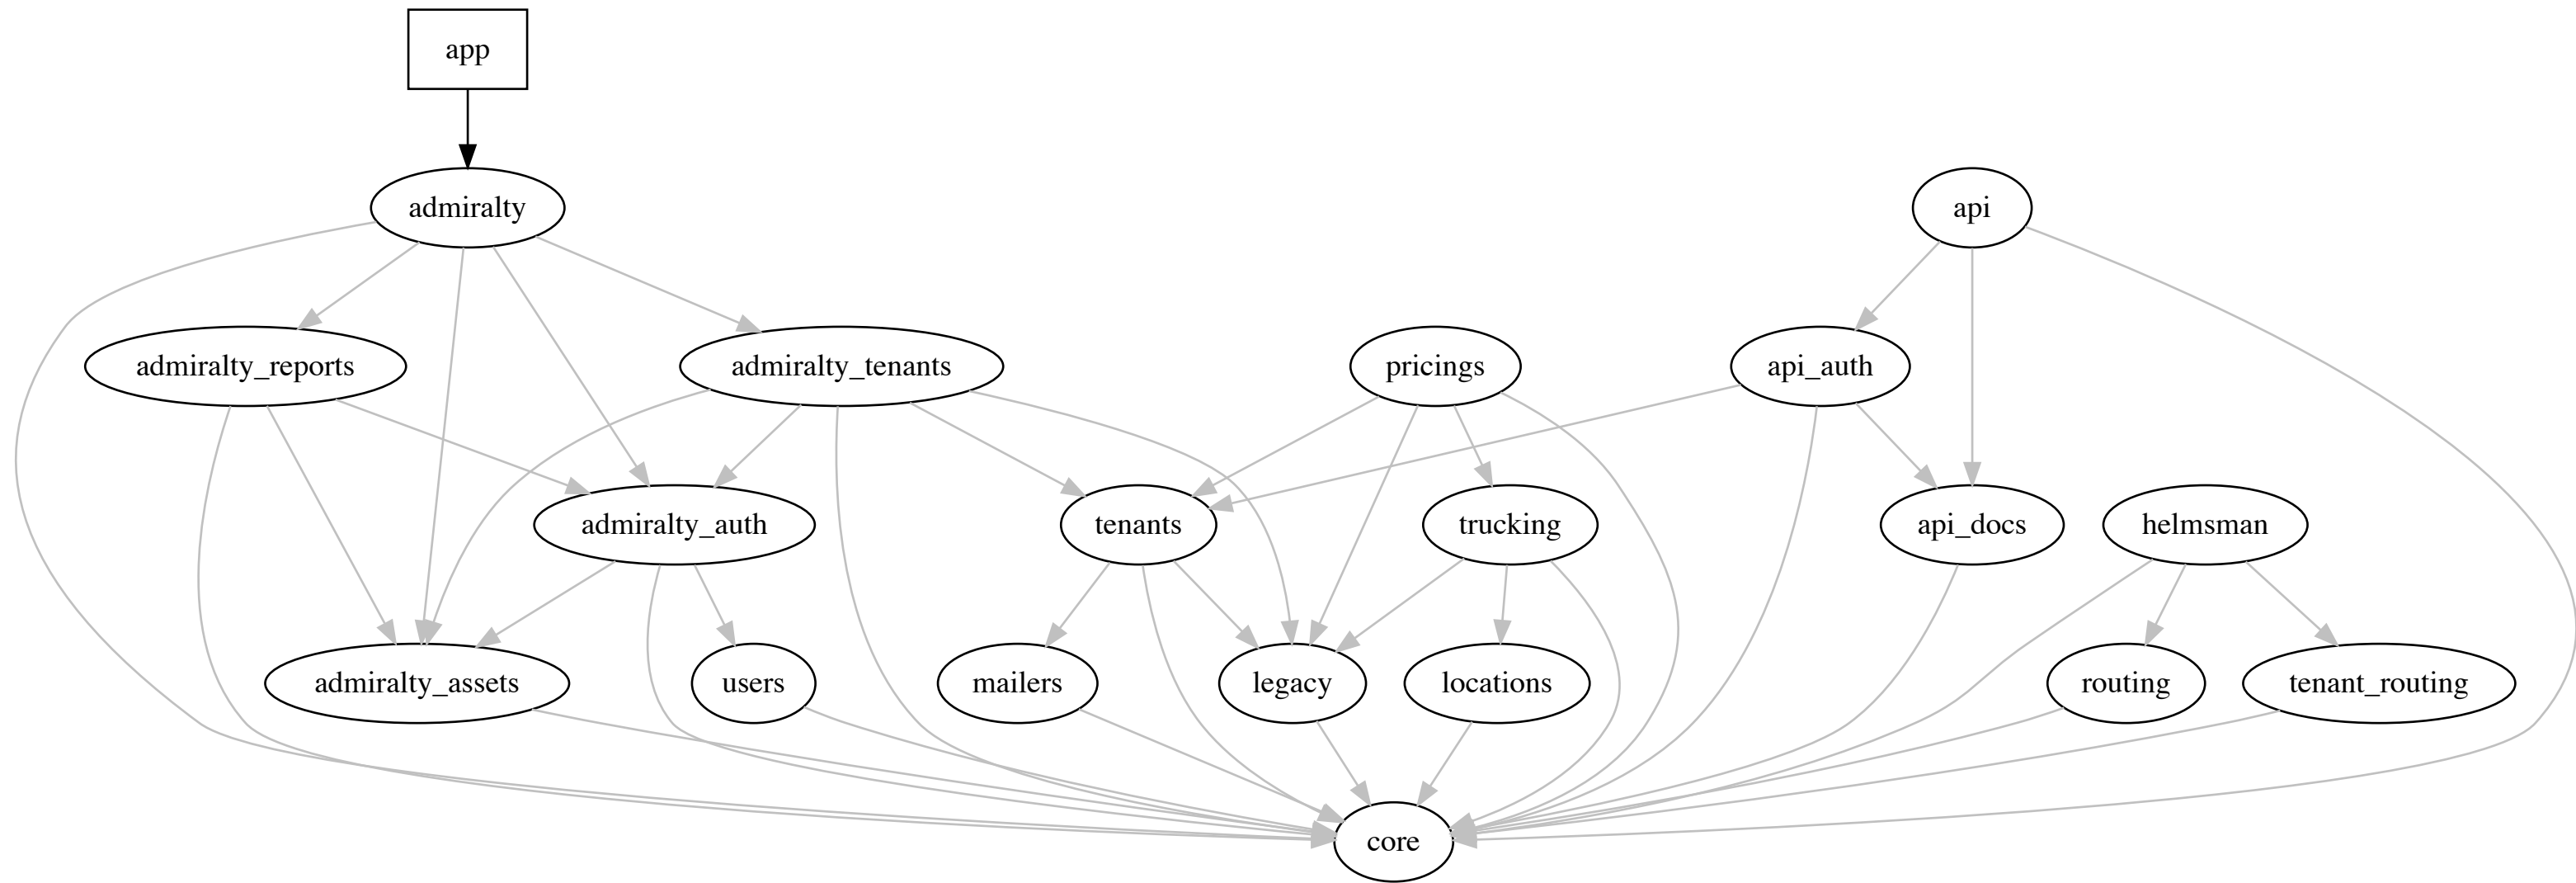 app
admiralty
api
admiralty_reports
admiralty_tenants
pricings
api_auth
admiralty_auth
tenants
trucking
api_docs
helmsman
admiralty_assets
users
mailers
legacy
locations
routing
tenant_routing
core